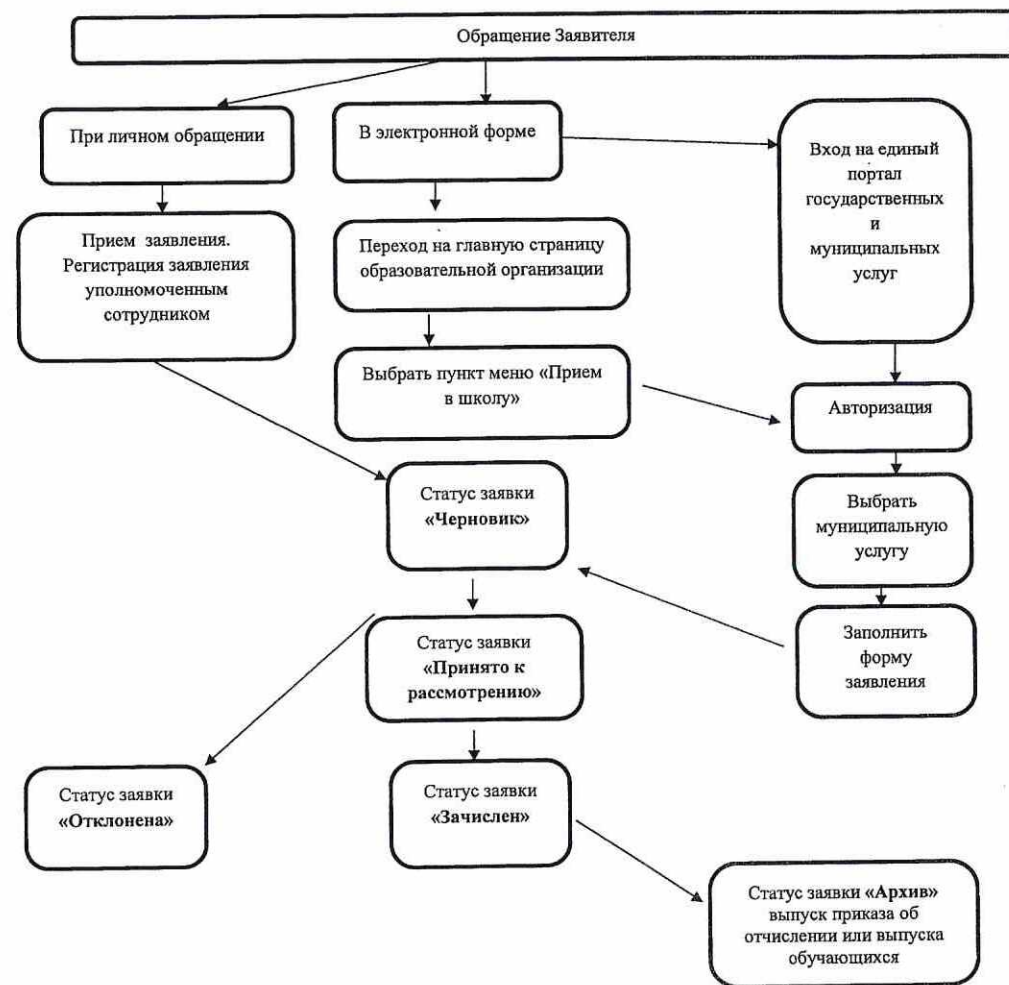 Обращение Заявителя
При личном обращении
В электронной форме
Вход на единый
портал
государственных
и
муниципальных
услуг
Прием заявления.
Регистрация заявления
уполномоченным
сотрудником
Переход на главную страницу
образовательной организации
Выбрать пункт меню «Прием
в школу»
Авторизация
Статус заявки
«Черновик»
Выбрать
муниципальную
услугу
Статус заявки
«Принято к
рассмотрению»
Заполнить
форму
заявления
Статус заявки
«Отклонена»
Статус заявки
«Зачислен»
Статус заявки «Архив»
выпуск приказа об
отчислении или выпуска
обучающихся